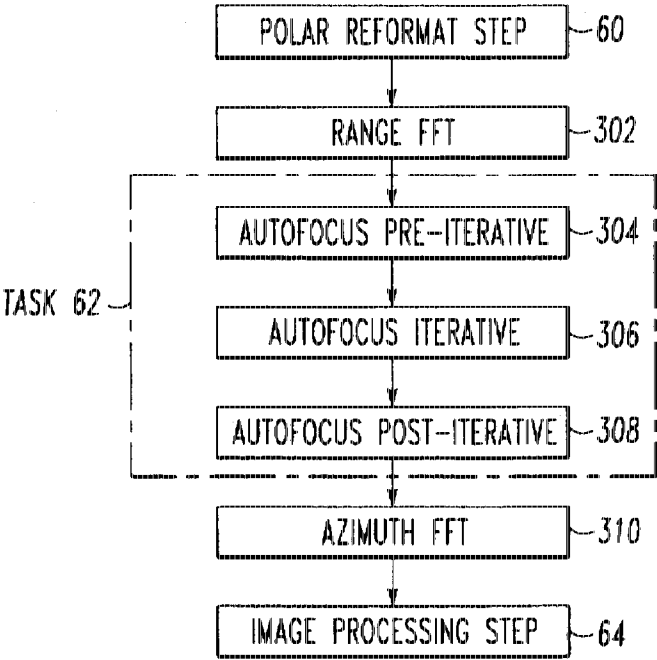 POLAR REFORMAT STEP 60
RANGE FFT 302
AUTOFOCUS PRE-ITERATIVE 304
TASK 62
AUTOFOCUS ITERATIVE 306
AUTOFOCUS POST-ITERATIVE 308
AZIMUTH FFT 310
IMAGE PROCESSING STEP 64